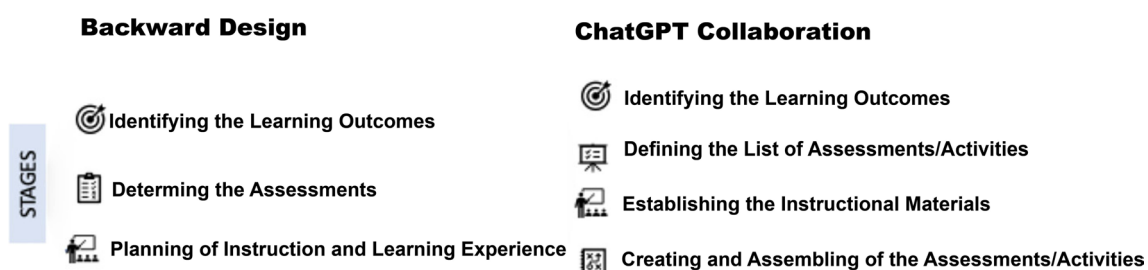 Backward Design
ChatGPT Collaboration
STAGES
Identifying the Learning Outcomes
Determing the Assessments
Planning of Instruction and Learning Experience
Identifying the Learning Outcomes
Defining the List of Assessments/Activities
Establishing the Instructional Materials
Creating and Assembling of the Assessments/Activities